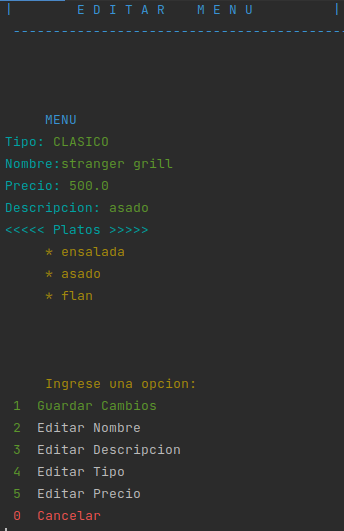 | E D I T A R   M E N U |
------------------------------------------
MENU
Tipo: CLASICO
Nombre:stranger grill
Precio: 500.0
Descripcion: asado
<<<<< Platos >>>>>
* ensalada
* asado
* flan
Ingrese una opcion:
1 Guardar Cambios
2 Editar Nombre
3 Editar Descripcion
4 Editar Tipo
5 Editar Precio
0 Cancelar